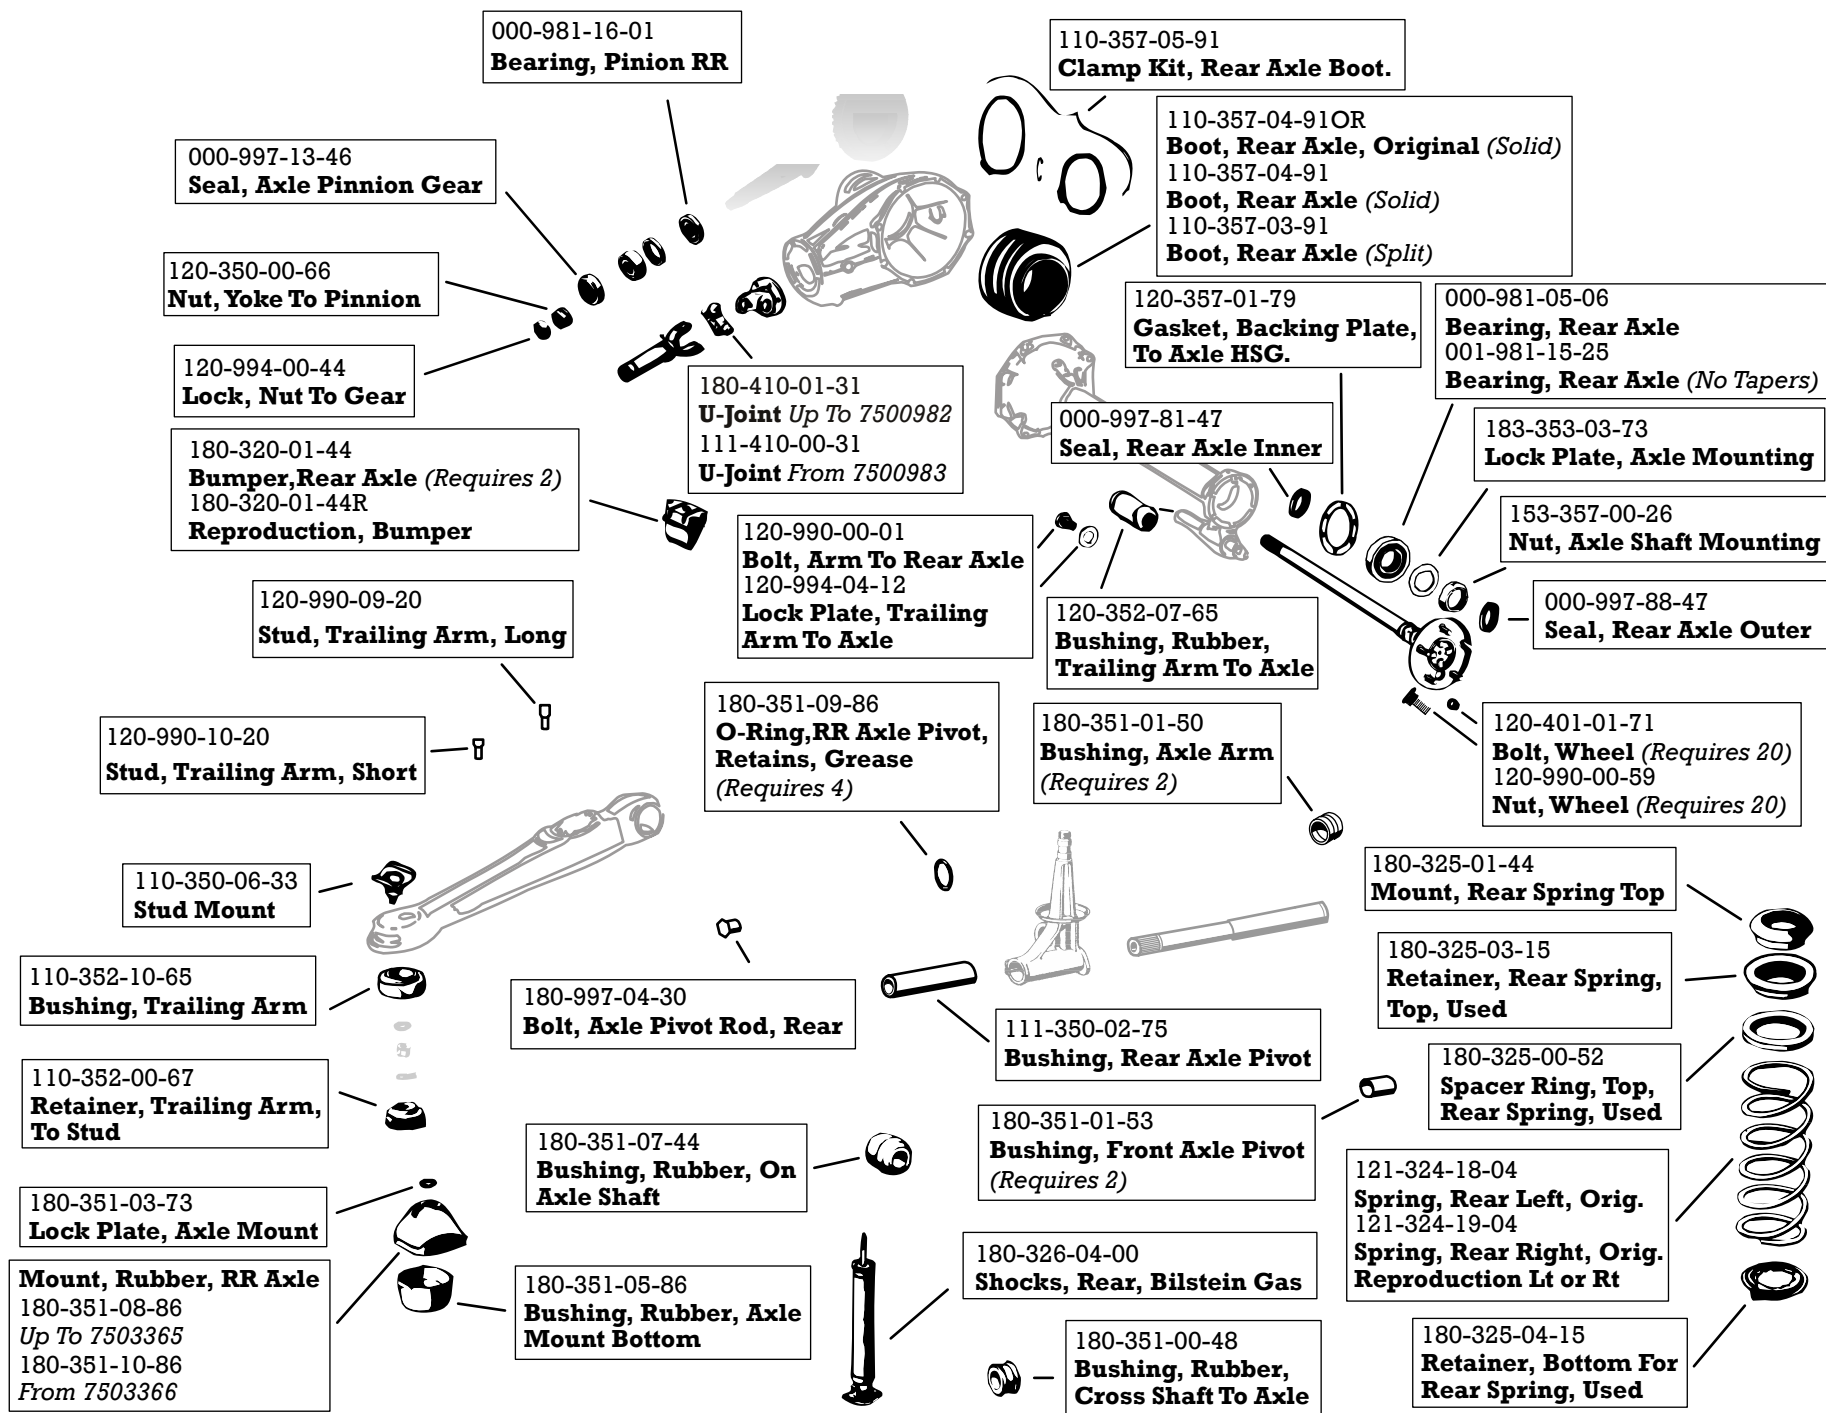 000-981-16-01
Bearing, Pinion RR
110-357-05-91
Clamp Kit, Rear Axle Boot.
110-357-04-91OR
Boot, Rear Axle, Original (Solid)
110-357-04-91
Boot, Rear Axle (Solid)
110-357-03-91
Boot, Rear Axle (Split)
000-997-13-46
Seal, Axle Pinnion Gear
120-350-00-66
Nut, Yoke To Pinnion
120-994-00-44
Lock, Nut To Gear
120-357-01-79
Gasket, Backing Plate,
To Axle HSG.
000-981-05-06
Bearing, Rear Axle
001-981-15-25
Bearing, Rear Axle (No Tapers)
180-410-01-31
U-Joint Up To 7500982
111-410-00-31
U-Joint From 7500983
000-997-81-47
Seal, Rear Axle Inner
183-353-03-73
Lock Plate, Axle Mounting
180-320-01-44
Bumper,Rear Axle (Requires 2)
180-320-01-44R
Reproduction, Bumper
153-357-00-26
Nut, Axle Shaft Mounting
120-990-00-01
Bolt, Arm To Rear Axle
120-994-04-12
Lock Plate, Trailing
Arm To Axle
120-990-09-20
Stud, Trailing Arm, Long
120-352-07-65
Bushing, Rubber,
Trailing Arm To Axle
000-997-88-47
Seal, Rear Axle Outer
120-990-10-20
Stud, Trailing Arm, Short
180-351-09-86
O-Ring,RR Axle Pivot,
Retains, Grease
(Requires 4)
180-351-01-50
Bushing, Axle Arm
(Requires 2)
120-401-01-71
Bolt, Wheel (Requires 20)
120-990-00-59
Nut, Wheel (Requires 20)
110-350-06-33
Stud Mount
180-325-01-44
Mount, Rear Spring Top
110-352-10-65
Bushing, Trailing Arm
180-997-04-30
Bolt, Axle Pivot Rod, Rear
111-350-02-75
Bushing, Rear Axle Pivot
180-325-03-15
Retainer, Rear Spring,
Top, Used
180-325-00-52
Spacer Ring, Top,
Rear Spring, Used
110-352-00-67
Retainer, Trailing Arm,
To Stud
180-351-07-44
Bushing, Rubber, On
Axle Shaft
180-351-01-53
Bushing, Front Axle Pivot
(Requires 2)
121-324-18-04
Spring, Rear Left, Orig.
121-324-19-04
Spring, Rear Right, Orig.
Reproduction Lt or Rt
180-351-03-73
Lock Plate, Axle Mount
Mount, Rubber, RR Axle
180-351-08-86
Up To 7503365
180-351-10-86
From 7503366
180-351-05-86
Bushing, Rubber, Axle
Mount Bottom
180-326-04-00
Shocks, Rear, Bilstein Gas
180-351-00-48
Bushing, Rubber,
Cross Shaft To Axle
180-325-04-15
Retainer, Bottom For
Rear Spring, Used